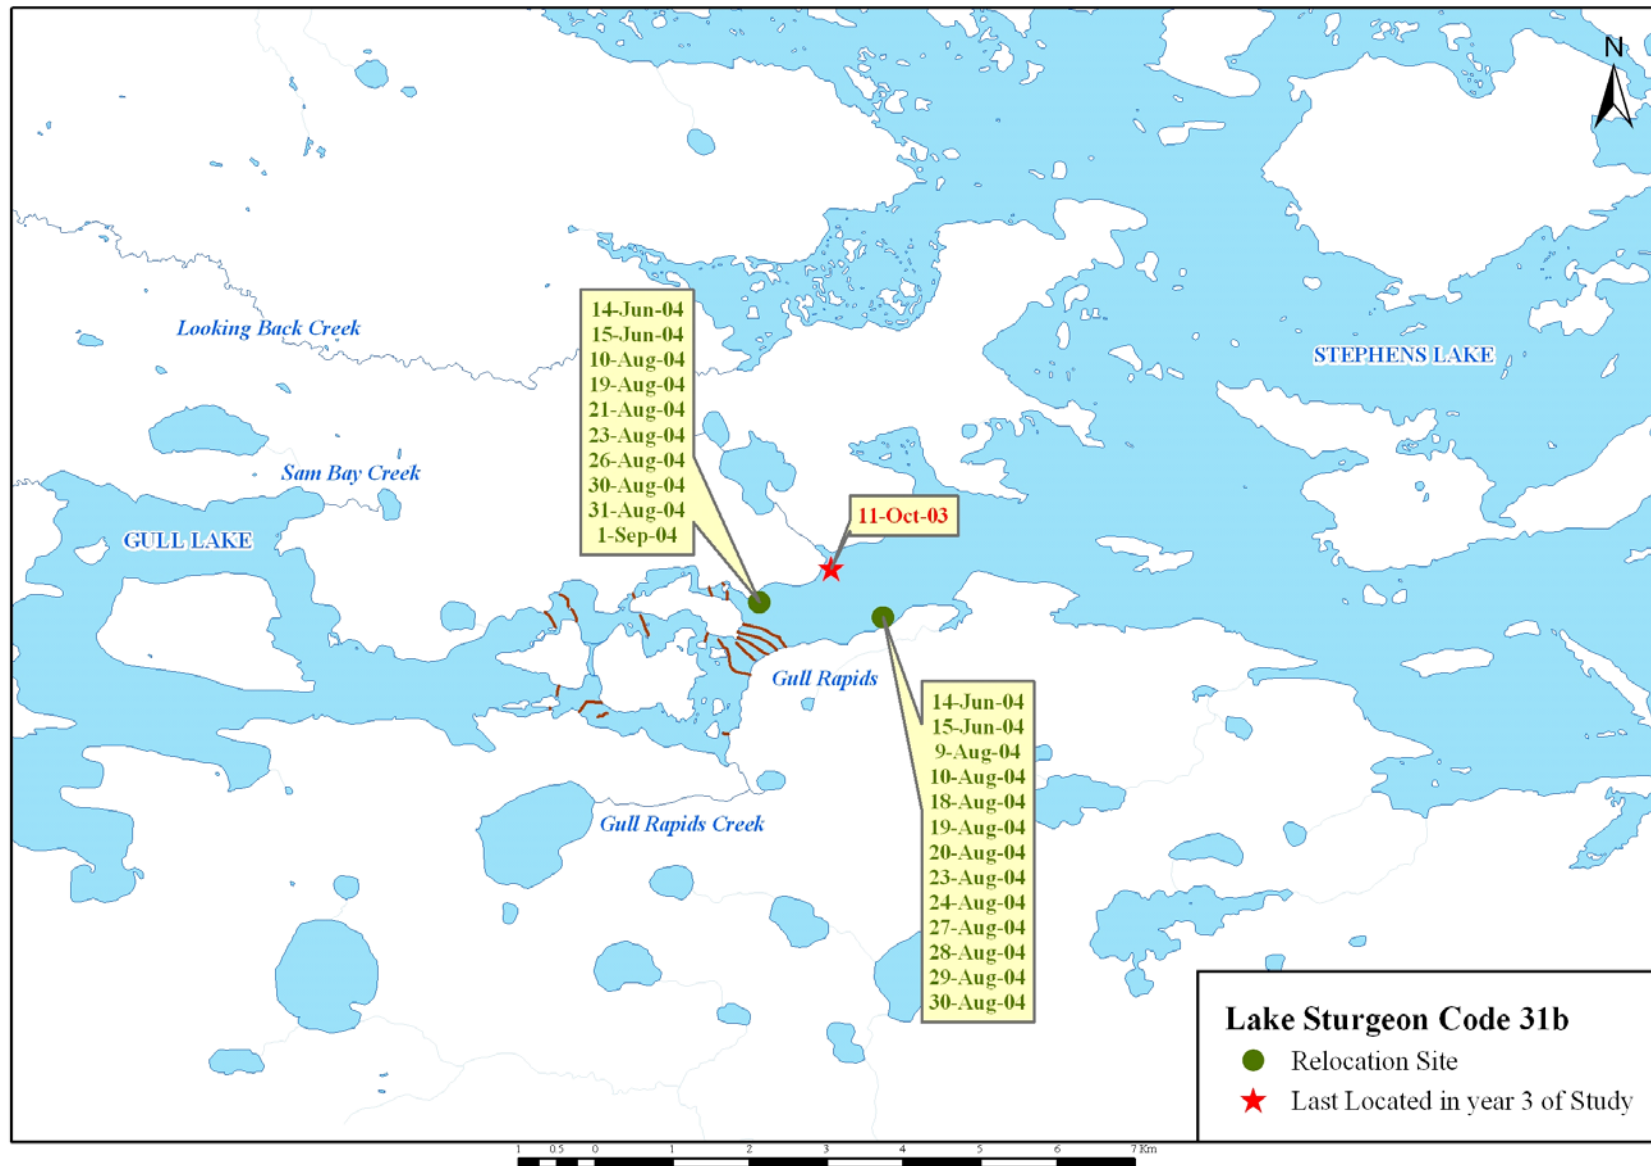 N
14-Jun-04
15-Jun-04
10-Aug-04
19-Aug-04
21-Aug-04
23-Aug-04
26-Aug-04
30-Aug-04
31-Aug-04
1-Sep-04
Looking Back Creek
STEPHENS LAKE
Sam Bay Creek
11-Oct-03
GULL LAKE
Gull Rapids
14-Jun-04
15-Jun-04
9-Aug-04
10-Aug-04
18-Aug-04
19-Aug-04
20-Aug-04
23-Aug-04
24-Aug-04
27-Aug-04
28-Aug-04
29-Aug-04
30-Aug-04
Gull Rapids Creek
Lake Sturgeon Code 31b
Relocation Site
Last Located in year 3 of Study
1 0.5 0 1 2 3 4 5 6 7 Km